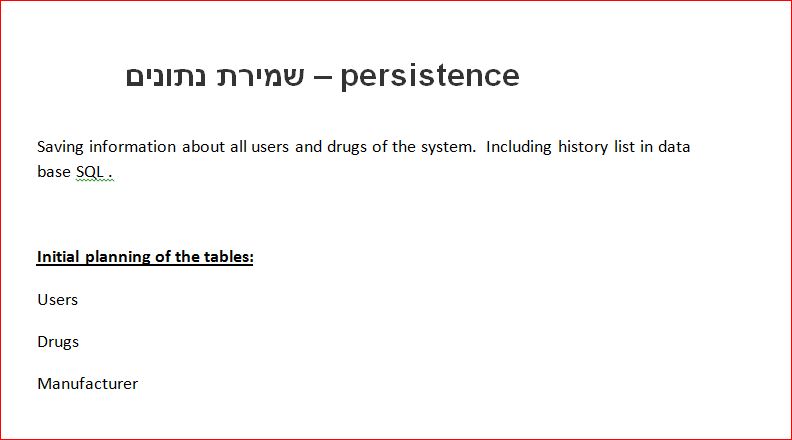 שמירת נתונים – persistence
Saving information about all users and drugs of the system.  Including history list in data
base SQL .
Initial planning of the tables:
Users
Drugs
Manufacturer